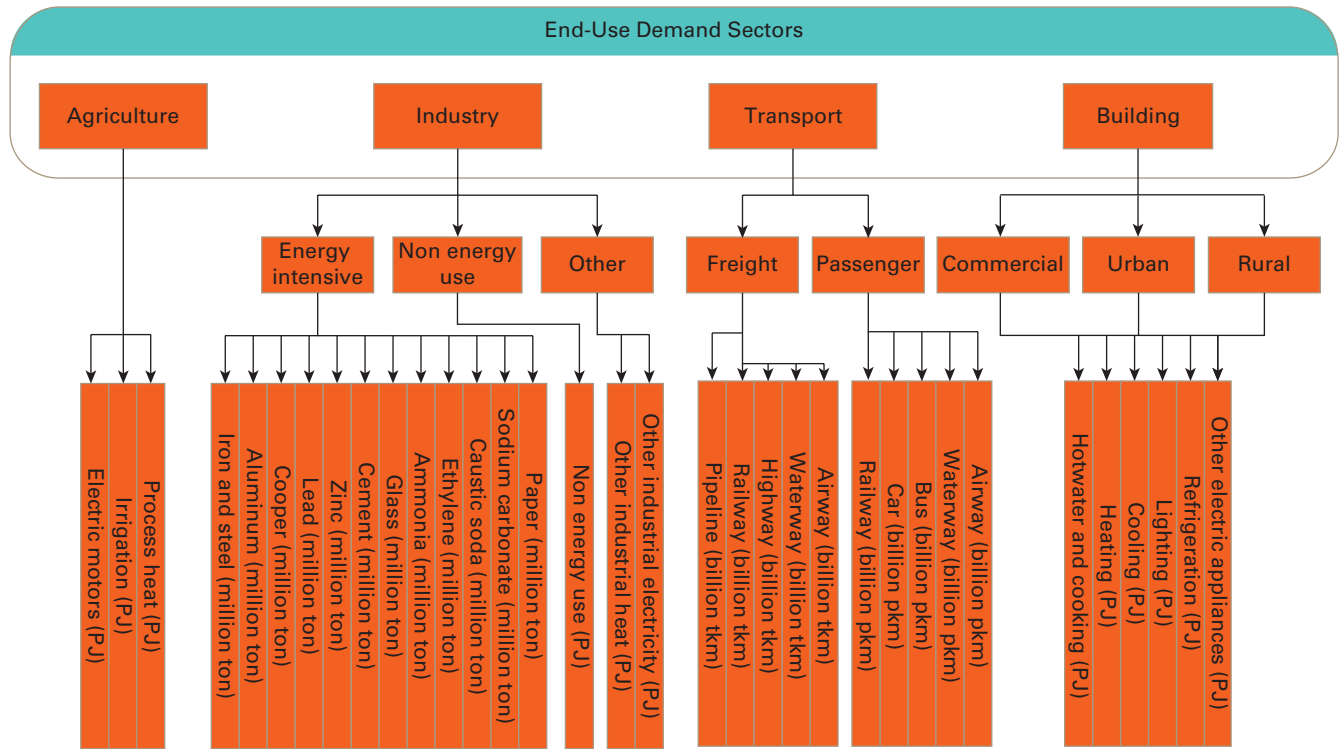 End-Use Demand Sectors
Agriculture
Industry
Transport
Building
Energy
intensive
Non energy
use
Other
Freight
Passenger
Commercial
Urban
Rural
Electric motors (PJ)
Irrigation (PJ)
Process heat (PJ)
Iron and steel (million ton)
Aluminum (million ton)
Cooper (million ton)
Lead (million ton)
Zinc (million ton)
Cement (million ton)
Glass (million ton)
Ammonia (million ton)
Ethylene (million ton)
Caustic soda (million ton)
Sodium carbonate (million ton)
Paper (million ton)
Non energy use (PJ)
Other industrial heat (PJ)
Other industrial electricity (PJ)
Pipeline (billion tkm)
Railway (billion tkm)
Highway (billion tkm)
Waterway (billion tkm)
Airway (billion tkm)
Railway (billion pkm)
Car (billion pkm)
Bus (billion pkm)
Waterway (billion pkm)
Airway (billion pkm)
Hotwater and cooking (PJ)
Heating (PJ)
Cooling (PJ)
Lighting (PJ)
Refrigeration (PJ)
Other electric appliances (PJ)